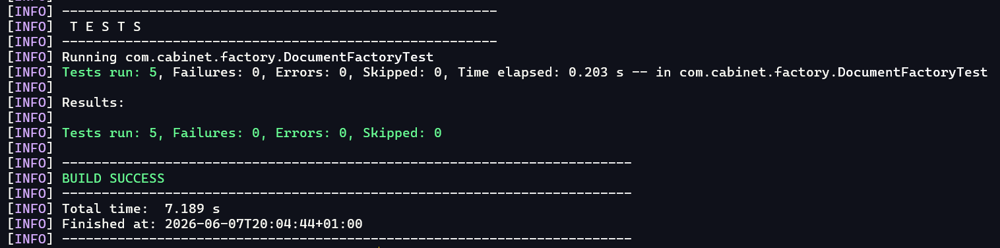 [INFO] -------------------------------------------------------
[INFO]  T E S T S
[INFO] -------------------------------------------------------
[INFO] Running com.cabinet.factory.DocumentFactoryTest
[INFO] Tests run: 5, Failures: 0, Errors: 0, Skipped: 0, Time elapsed: 0.203 s -- in com.cabinet.factory.DocumentFactoryTest
[INFO]
[INFO] Results:
[INFO]
[INFO] Tests run: 5, Failures: 0, Errors: 0, Skipped: 0
[INFO]
[INFO] ------------------------------------------------------------------------
[INFO] BUILD SUCCESS
[INFO] ------------------------------------------------------------------------
[INFO] Total time:  7.189 s
[INFO] Finished at: 2026-06-07T20:04:44+01:00
[INFO] ------------------------------------------------------------------------